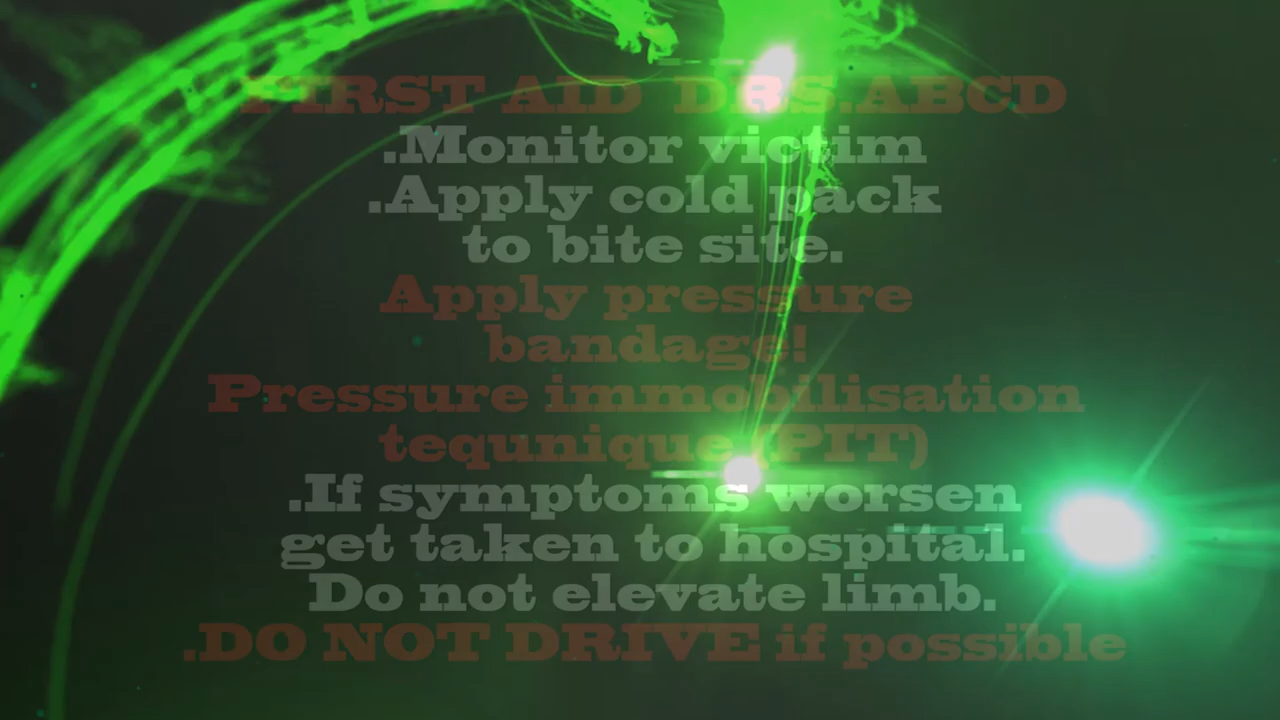 FIRST AID DRS.ABCD
.Monitor victim
.Apply cold pack
to bite site.
Apply pressure
bandage!
Pressure immobilisation
tequnique (PIT)
.If symptoms worsen
get taken to hospital.
Do not elevate limb.
.DO NOT DRIVE if possible